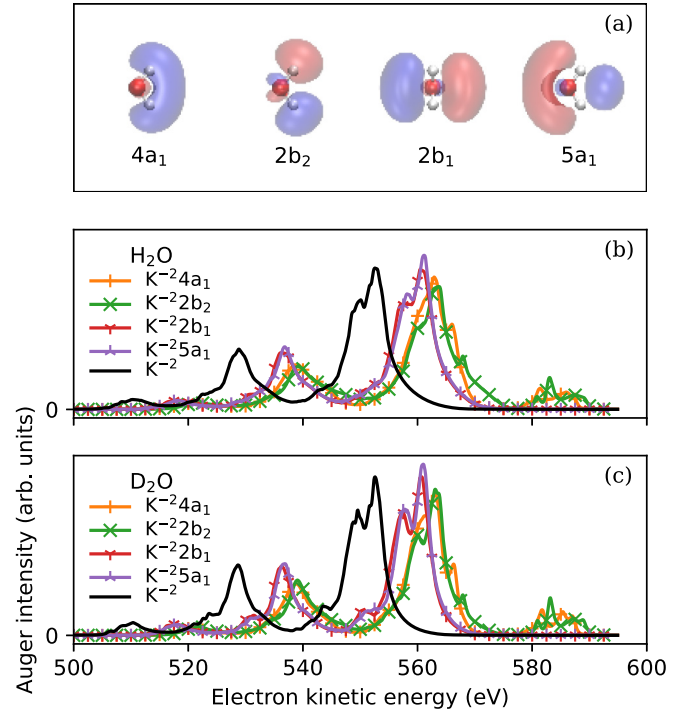 (a)
4a₁ 2b₂ 2b₁ 5a₁
(b)
H₂O
K⁻²4a₁
K⁻²2b₂
K⁻²2b₁
K⁻²5a₁
K⁻²
0
(c)
D₂O
K⁻²4a₁
K⁻²2b₂
K⁻²2b₁
K⁻²5a₁
K⁻²
0
500 520 540 560 580 600
Electron kinetic energy (eV)
Auger intensity (arb. units)